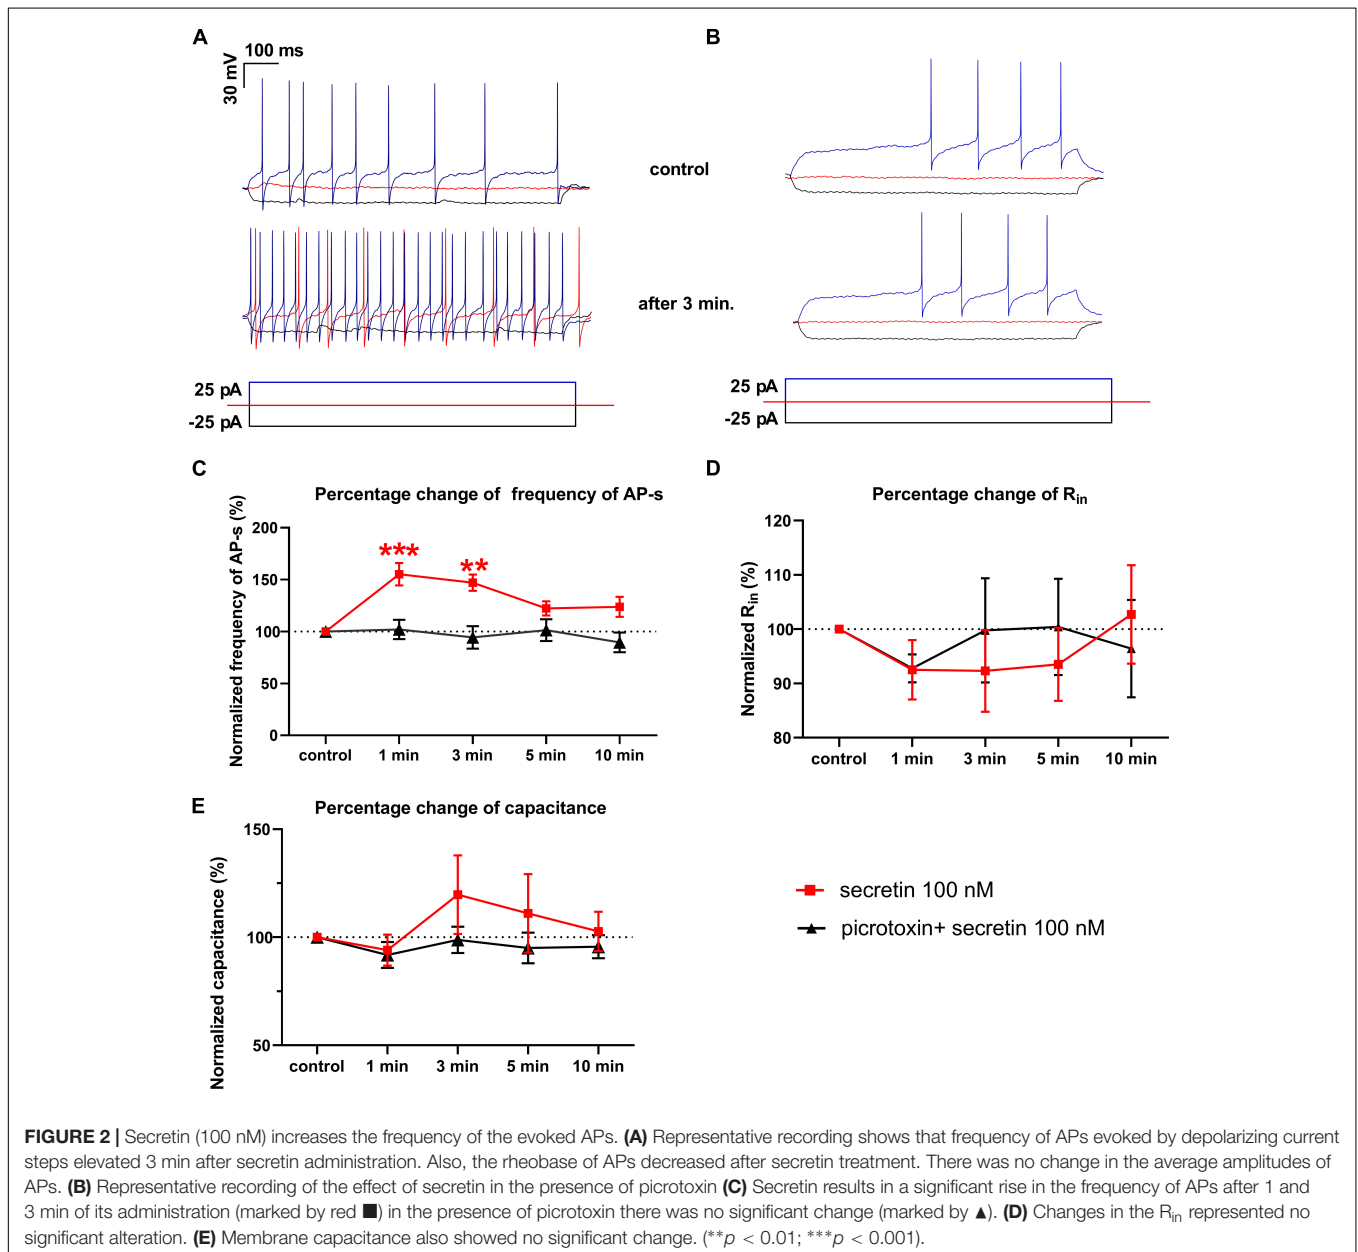 A
B
100 ms
30 mV
control
after 3 min.
25 pA
-25 pA
25 pA
-25 pA
C
Percentage change of frequency of AP-s
Normalized frequency of AP-s (%)
200
150
100
50
0
***
**
control 1 min 3 min 5 min 10 min
D
Percentage change of Rin
Normalized Rin (%)
120
110
100
90
80
control 1 min 3 min 5 min 10 min
E
Percentage change of capacitance
Normalized capacitance (%)
150
100
50
control 1 min 3 min 5 min 10 min
secretin 100 nM
picrotoxin+ secretin 100 nM
FIGURE 2 | Secretin (100 nM) increases the frequency of the evoked APs. (A) Representative recording shows that frequency of APs evoked by depolarizing current
steps elevated 3 min after secretin administration. Also, the rheobase of APs decreased after secretin treatment. There was no change in the average amplitudes of
APs. (B) Representative recording of the effect of secretin in the presence of picrotoxin (C) Secretin results in a significant rise in the frequency of APs after 1 and
3 min of its administration (marked by red ■) in the presence of picrotoxin there was no significant change (marked by ▲). (D) Changes in the Rin represented no
significant alteration. (E) Membrane capacitance also showed no significant change. (**p < 0.01; ***p < 0.001).